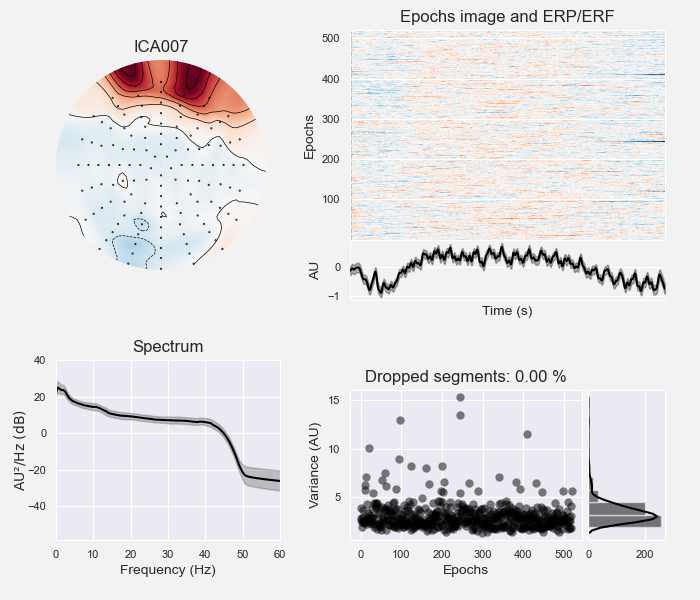 ICA007
Epochs image and ERP/ERF
500
400
300
200
100
Epochs
0
−1
AU
Time (s)
Spectrum
40
20
0
−20
−40
AU²/Hz (dB)
0 10 20 30 40 50 60
Frequency (Hz)
Dropped segments: 0.00 %
15
10
5
Variance (AU)
0 100 200 300 400 500
Epochs
0 200